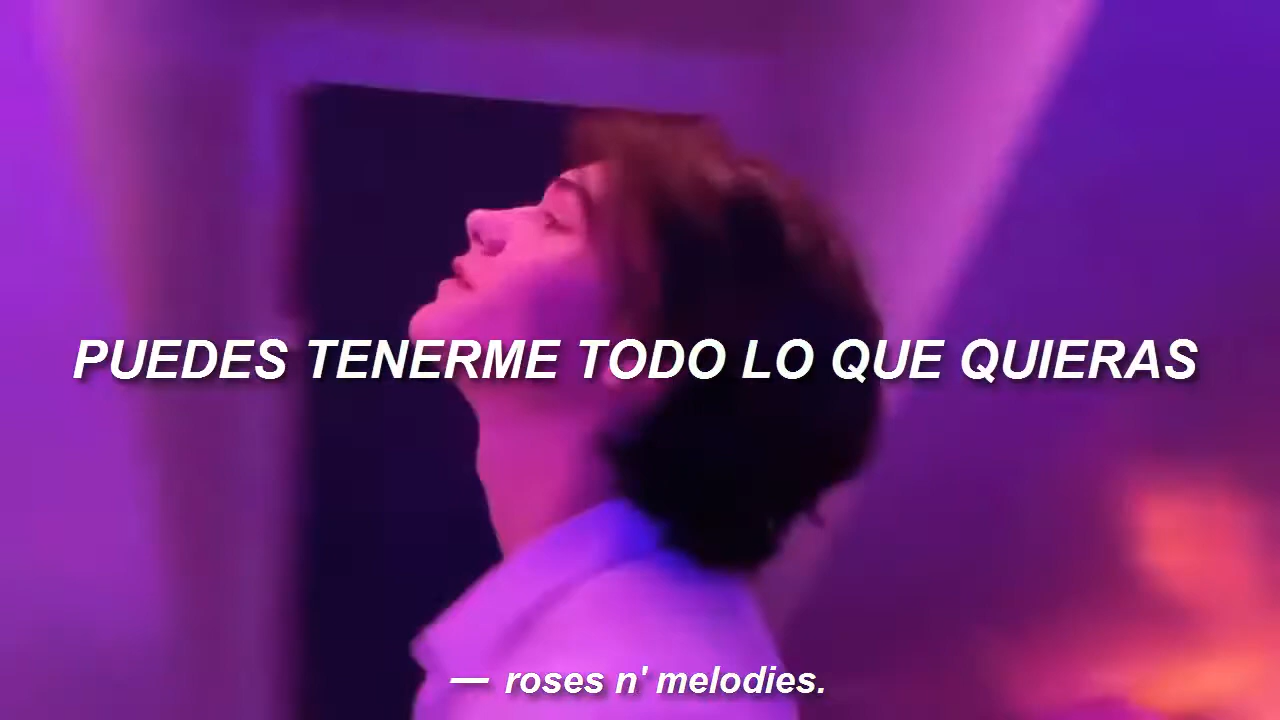 PUEDES TENERME TODO LO QUE QUIERAS
— roses n' melodies.